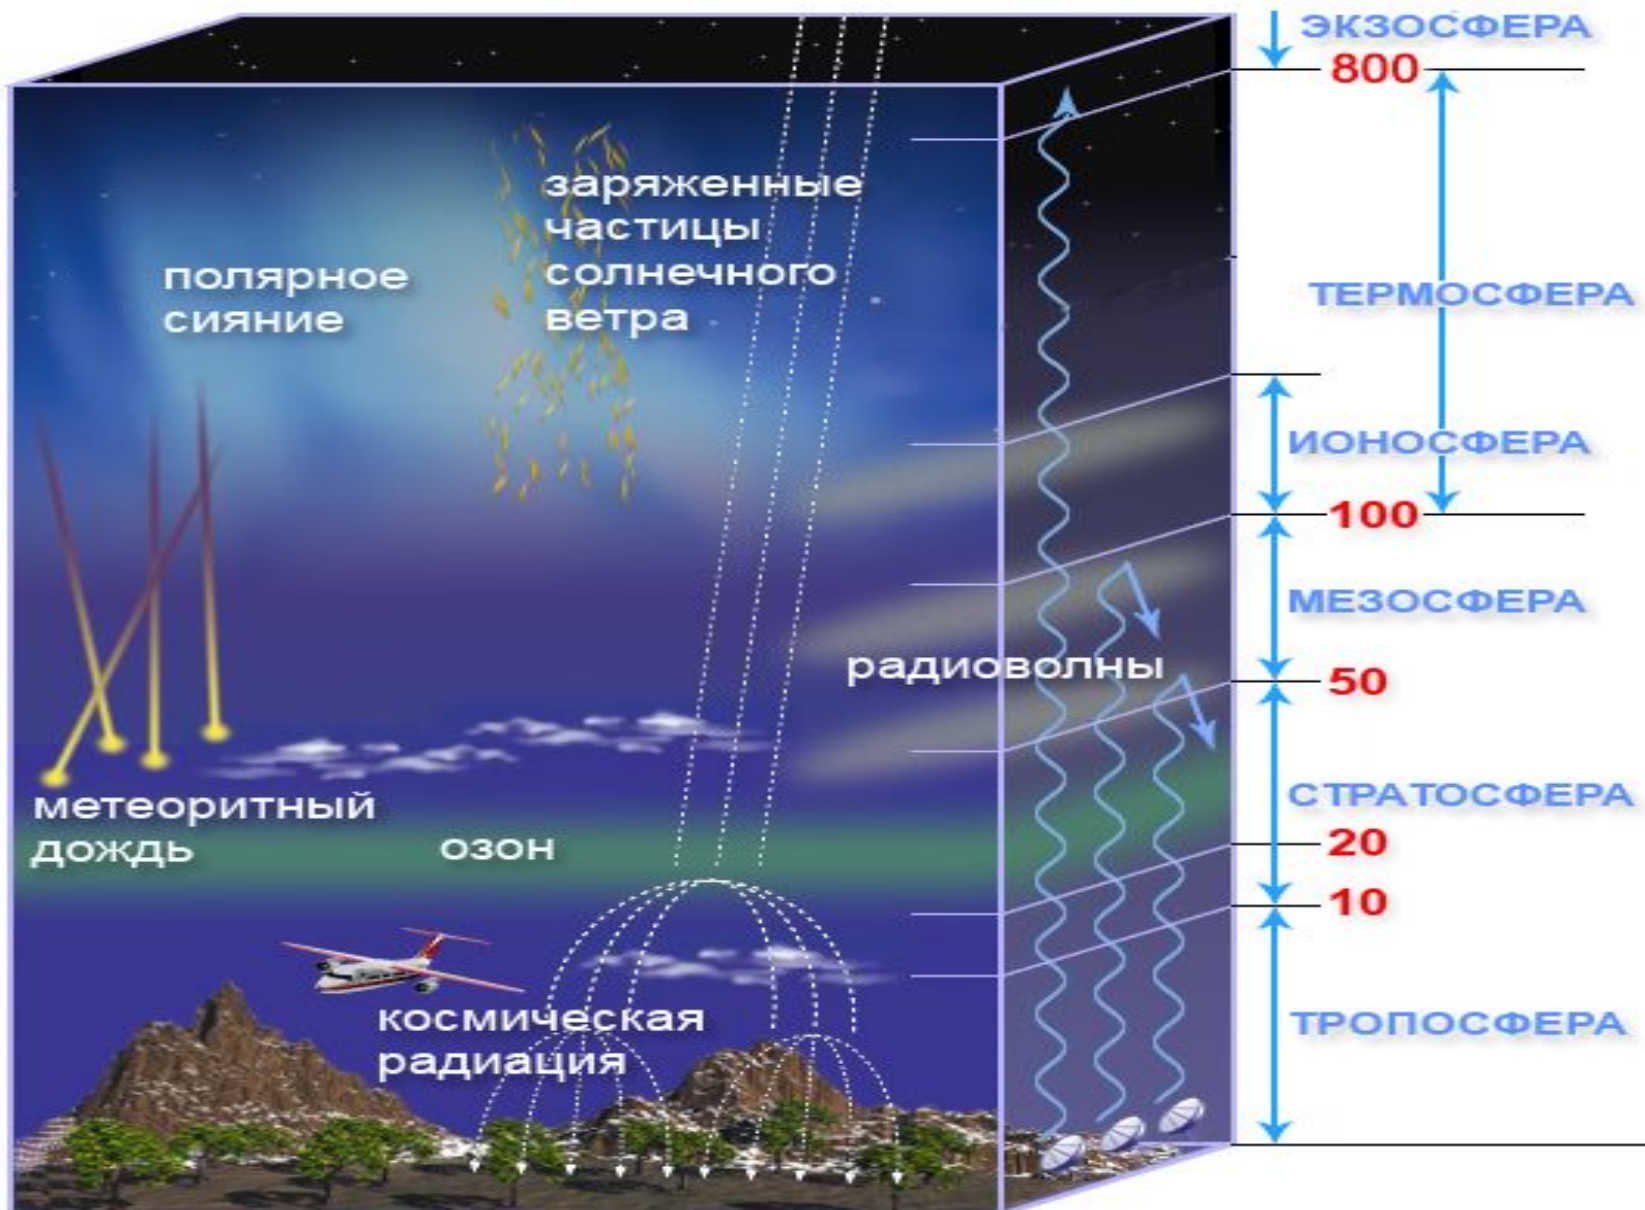 ЭКЗОСФЕРА
800
заряженные
частицы
солнечного
ветра
полярное
сияние
ТЕРМОСФЕРА
ИОНОСФЕРА
100
МЕЗОСФЕРА
радиоволны
50
метеоритный
дождь
озон
СТРАТОСФЕРА
20
10
космическая
радиация
ТРОПОСФЕРА